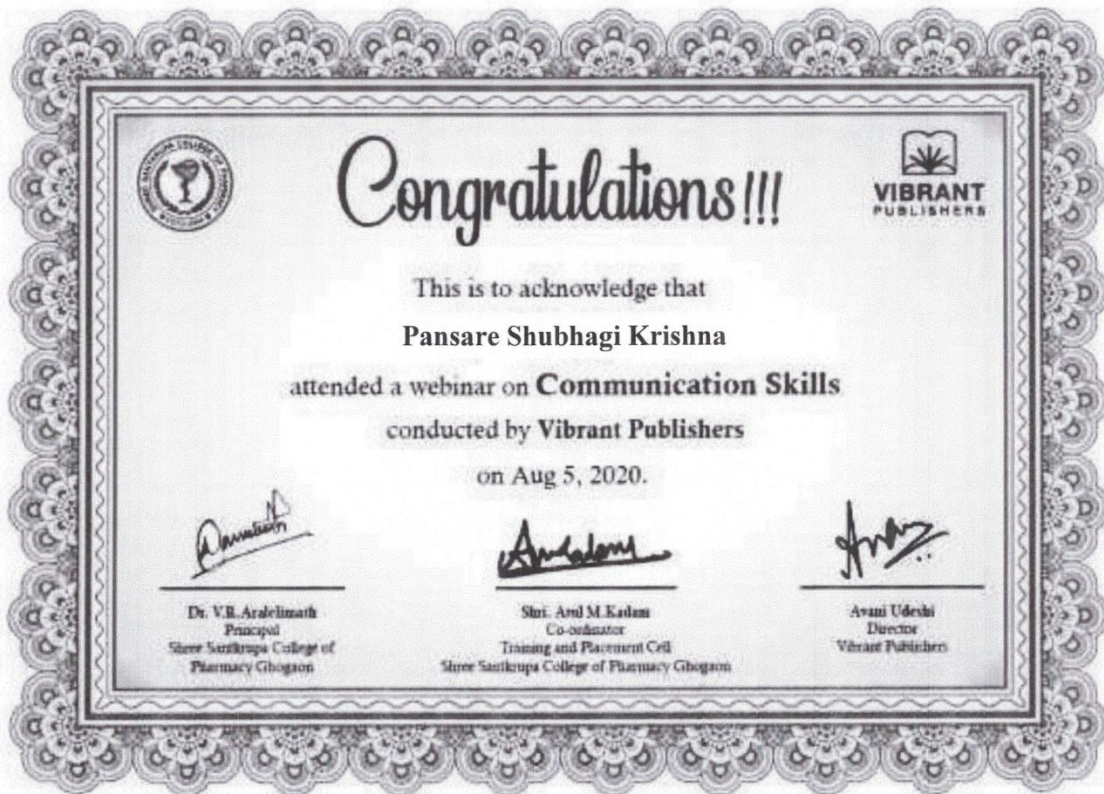 Congratulations!!!
VIBRANT
PUBLISHERS
This is to acknowledge that
Pansare Shubhagi Krishna
attended a webinar on Communication Skills
conducted by Vibrant Publishers
on Aug 5, 2020.
Dr. V.R. Aralelimath
Principal
Shree Santkrupa College of
Pharmacy Ghogaon
Shri. M. Kadam
Co-ordinator
Training and Placement Cell
Shree Santkrupa College of Pharmacy Ghogaon
Avani Udeshi
Director
Vibrant Publishers